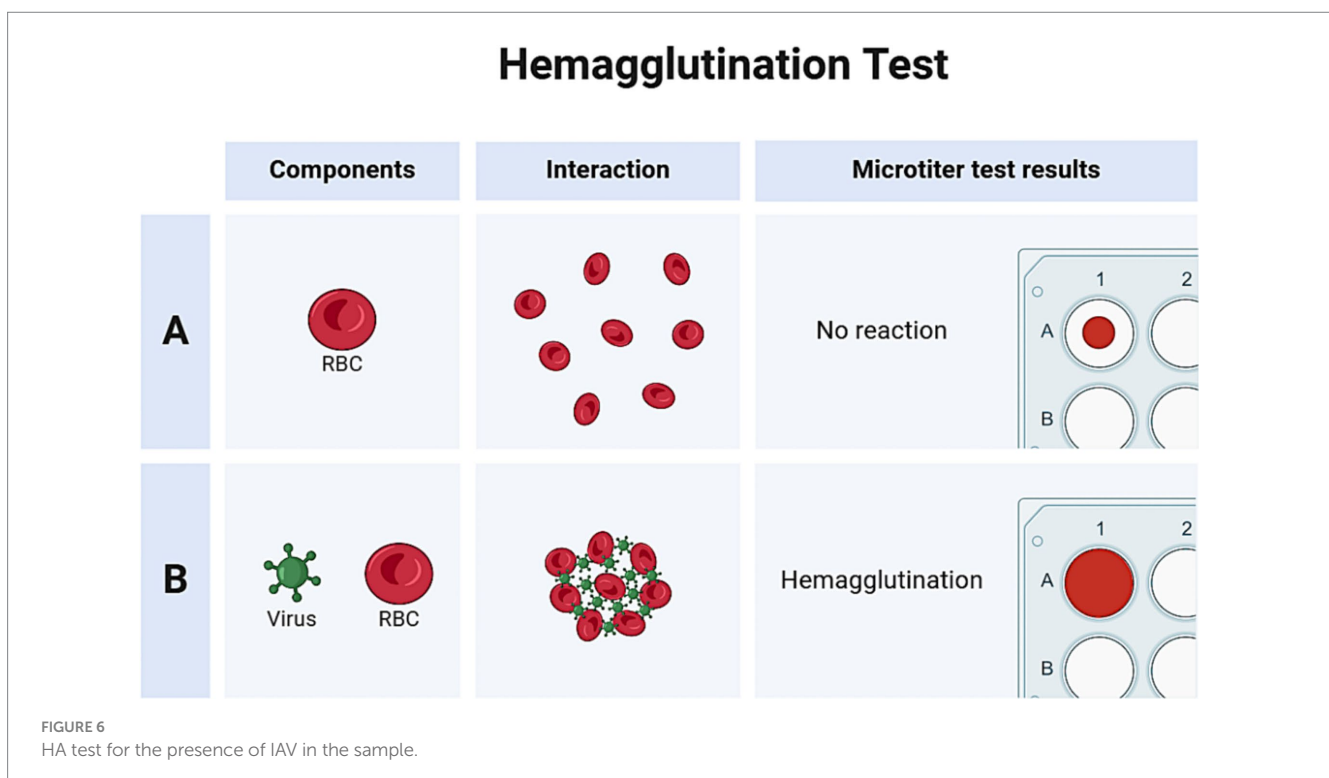 Hemagglutination Test
Components
Interaction
Microtiter test results
A
RBC
No reaction
1
2
A
B
B
Virus
RBC
Hemagglutination
1
2
A
B
FIGURE 6
HA test for the presence of IAV in the sample.